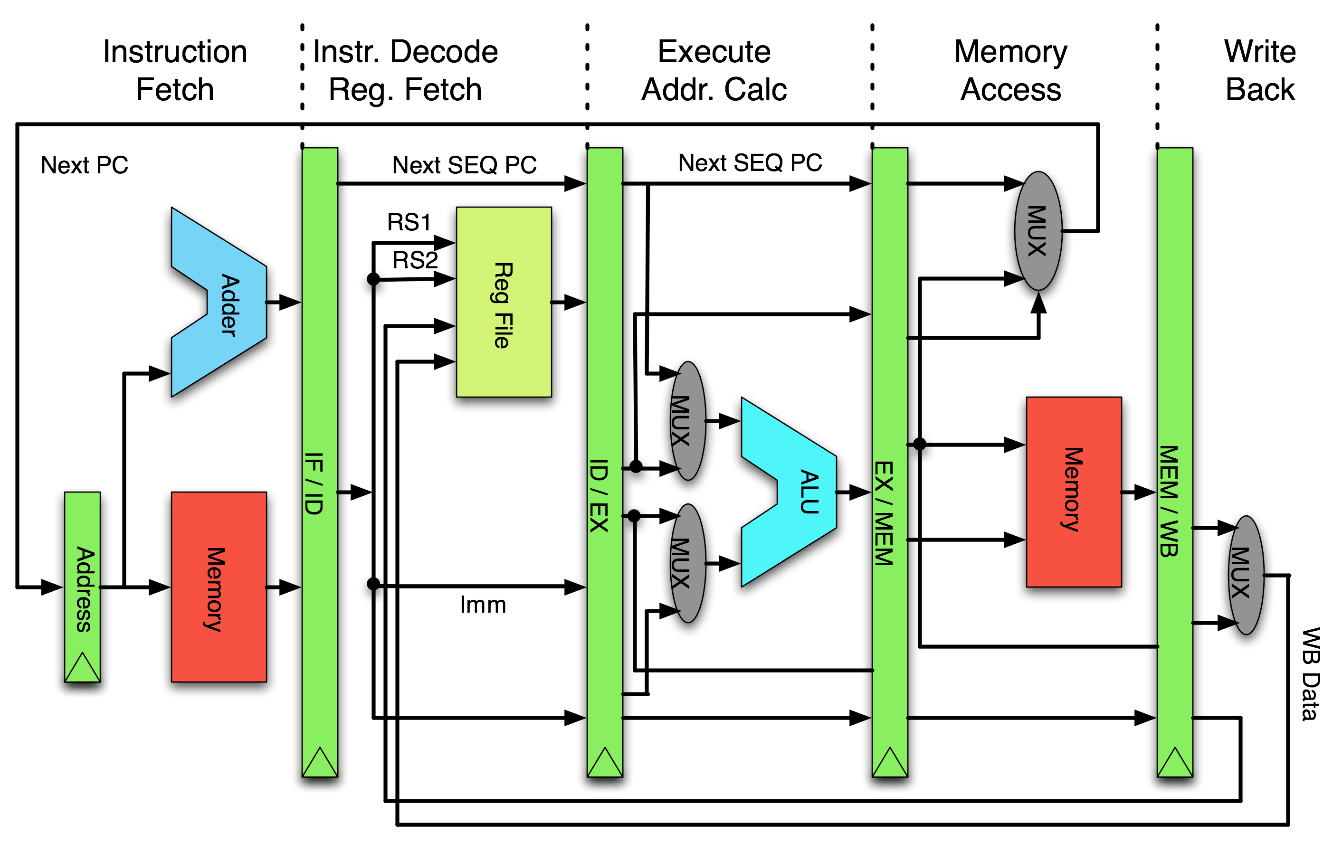 Instruction
Fetch
Instr. Decode
Reg. Fetch
Execute
Addr. Calc
Memory
Access
Write
Back
Next PC
Next SEQ PC
Next SEQ PC
RS1
RS2
Reg File
Adder
MUX
MUX
MUX
ALU
IF / ID
ID / EX
EX / MEM
MEM / WB
Memory
MUX
Address
Memory
Imm
WB Data